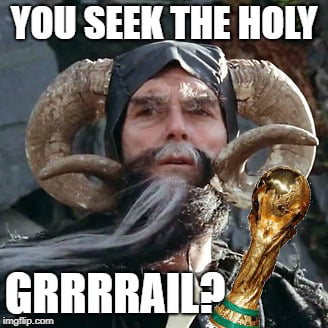 YOU SEEK THE HOLY
GRRRRAIL?
imgflip.com